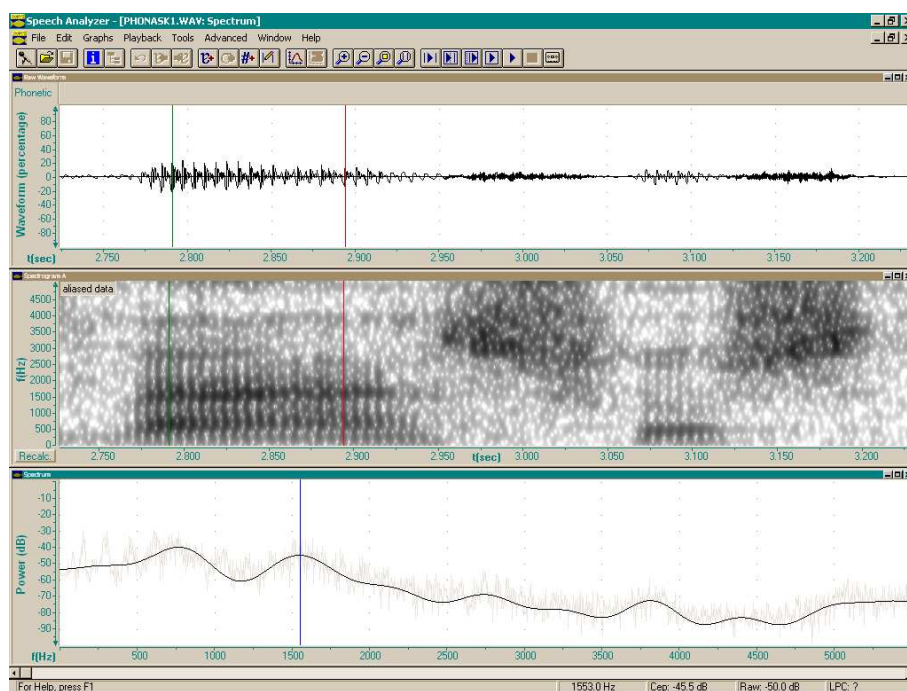 Speech Analyzer - [PHONASK1.WAV: Spectrum]
File Edit Graphs Playback Tools Advanced Window Help
Raw Waveform
Phonetic
Waveform (percentage)
80
60
40
20
0
-20
-40
-60
-80
t(sec) 2.750 2.800 2.850 2.900 2.950 3.000 3.050 3.100 3.150 3.200
Spectrogram A
aliased data
f(Hz)
4500
4000
3500
3000
2500
2000
1500
1000
500
0
Recalc. 2.750 2.800 2.850 2.900 2.950 t(sec) 3.000 3.050 3.100 3.150 3.200
Spectrum
Power (dB)
-10
-20
-30
-40
-50
-60
-70
-80
-90
f(Hz) 500 1000 1500 2000 2500 3000 3500 4000 4500 5000
For Help, press F1 1553.0 Hz Cep: -45.5 dB Raw: -50.0 dB LPC: ?